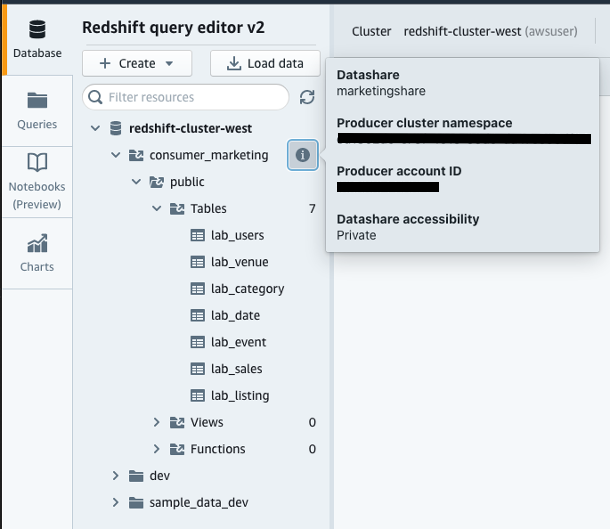 Redshift query editor v2
Cluster redshift-cluster-west (awsuser)
Database
Queries
Notebooks
(Preview)
Charts
+ Create
Load data
Filter resources
redshift-cluster-west
consumer_marketing
public
Tables 7
lab_users
lab_venue
lab_category
lab_date
lab_event
lab_sales
lab_listing
Views 0
Functions 0
dev
sample_data_dev
Datashare
marketingshare
Producer cluster namespace
Producer account ID
Datashare accessibility
Private